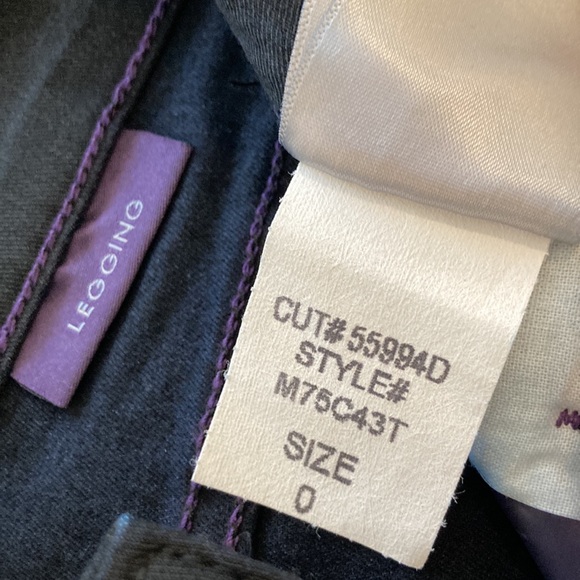 LEGGING
CUT# 55994D
STYLE#
M75C43T
SIZE
0